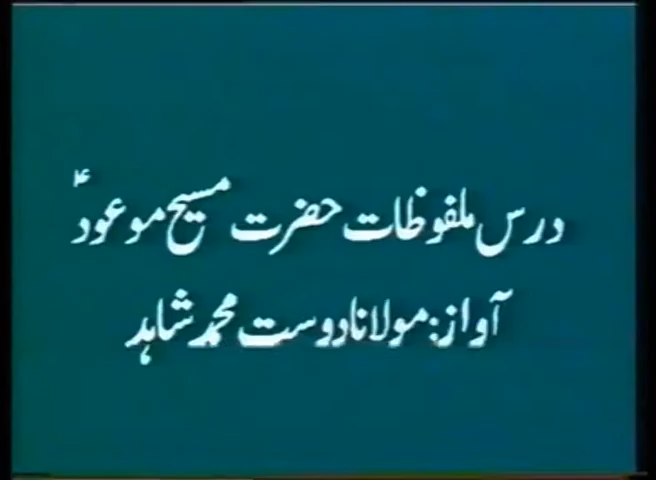 درس ملفوظات حضرت مسیح موعودؑ
آواز: مولانا دوست محمد شاہد